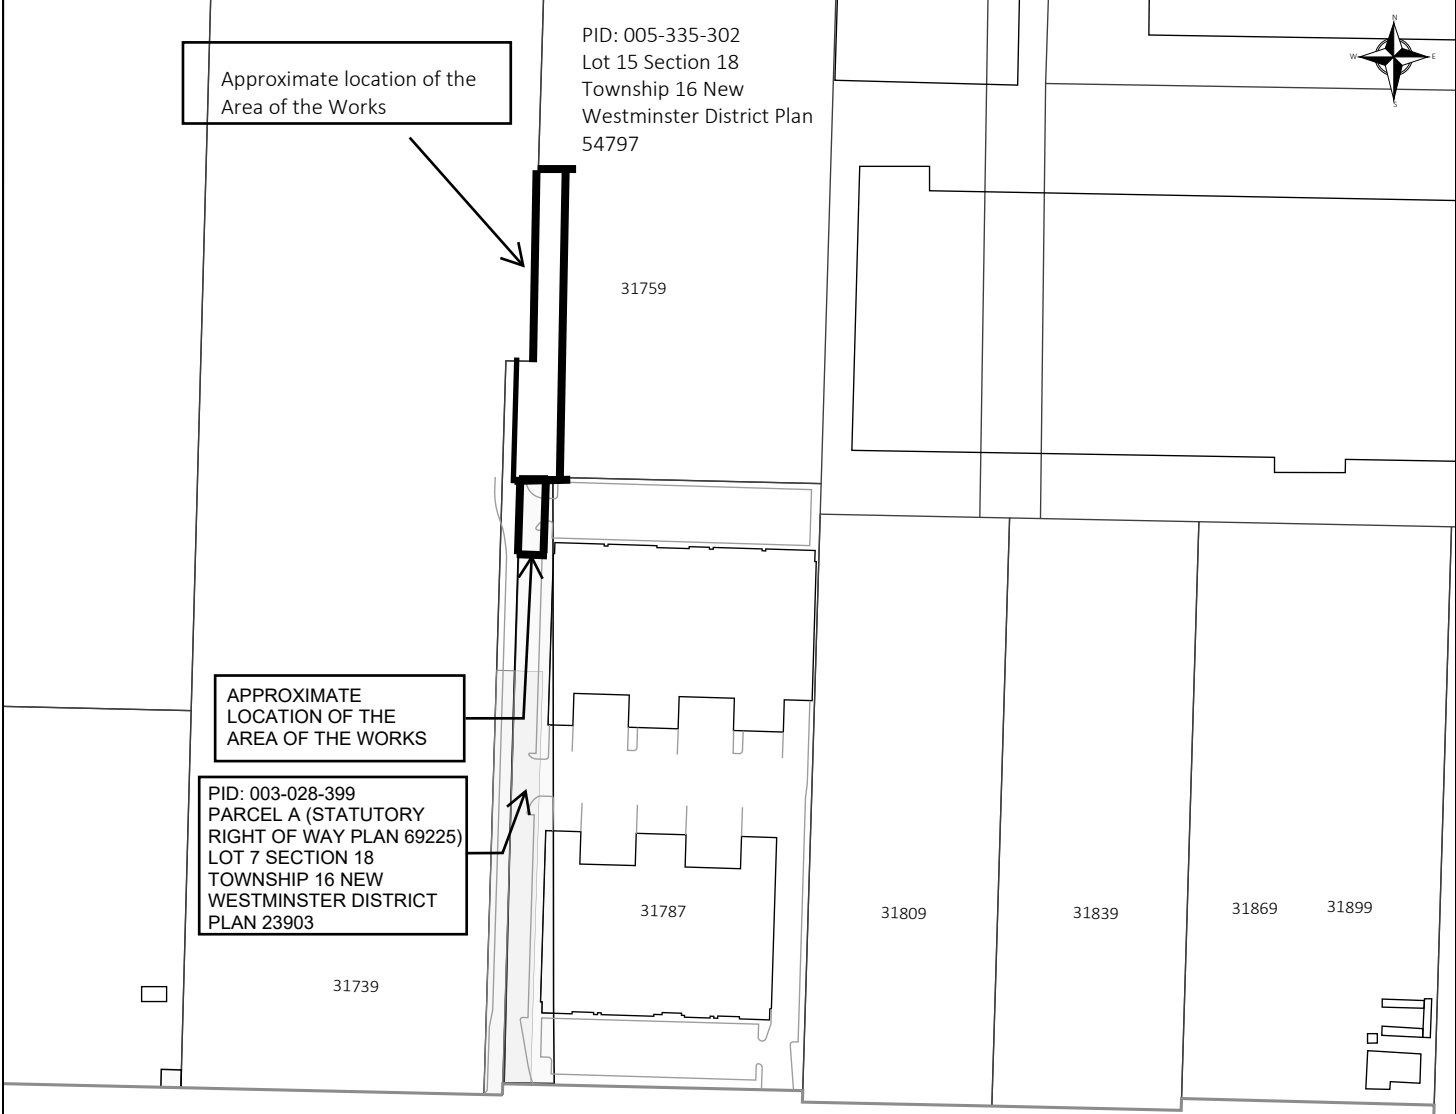 PID: 005-335-302
Lot 15 Section 18
Township 16 New
Westminster District Plan
54797
N
W
E
S
Approximate location of the
Area of the Works
31759
APPROXIMATE
LOCATION OF THE
AREA OF THE WORKS
PID: 003-028-399
PARCEL A (STATUTORY
RIGHT OF WAY PLAN 69225)
LOT 7 SECTION 18
TOWNSHIP 16 NEW
WESTMINSTER DISTRICT
PLAN 23903
31739
31787
31809
31839
31869
31899